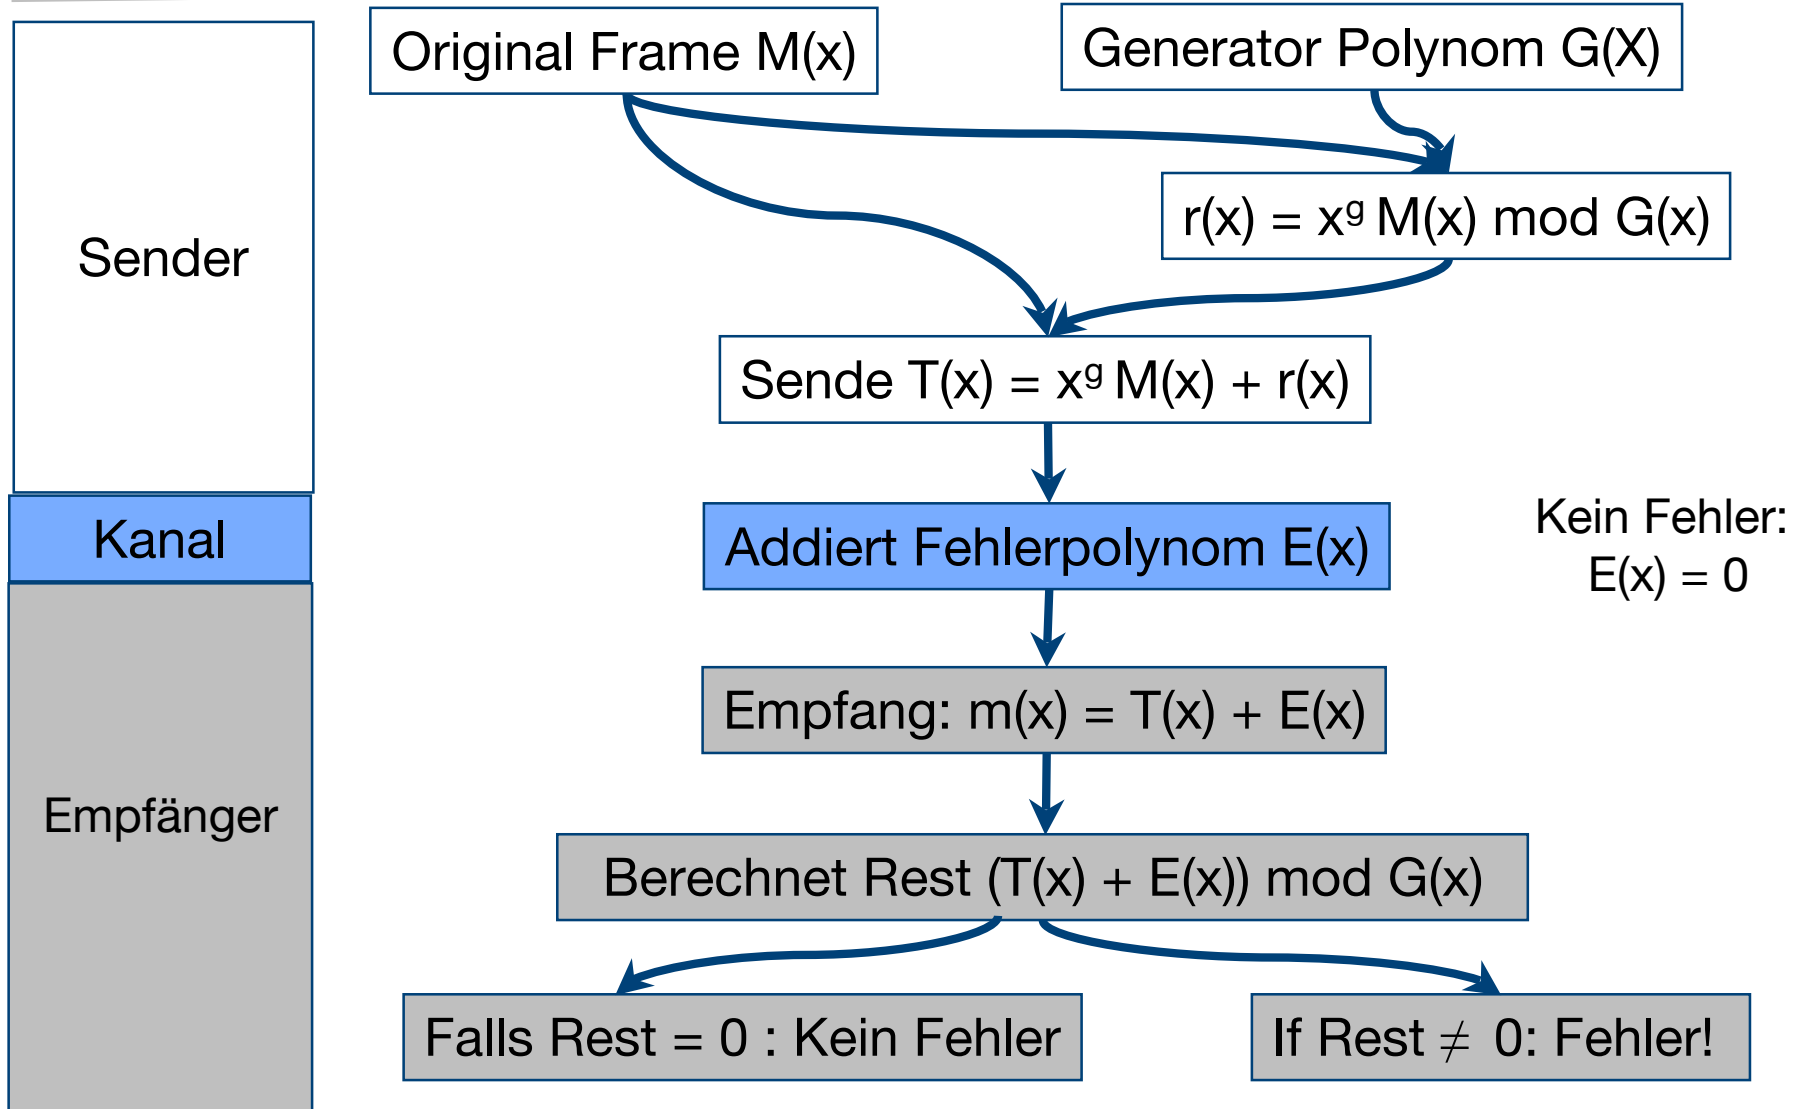 Original Frame M(x)
Generator Polynom G(X)
r(x) = xᵍ M(x) mod G(x)
Sender
Sende T(x) = xᵍ M(x) + r(x)
Kanal
Addiert Fehlerpolynom E(x)
Kein Fehler:
E(x) = 0
Empfang: m(x) = T(x) + E(x)
Empfänger
Berechnet Rest (T(x) + E(x)) mod G(x)
Falls Rest = 0 : Kein Fehler
If Rest ≠ 0: Fehler!